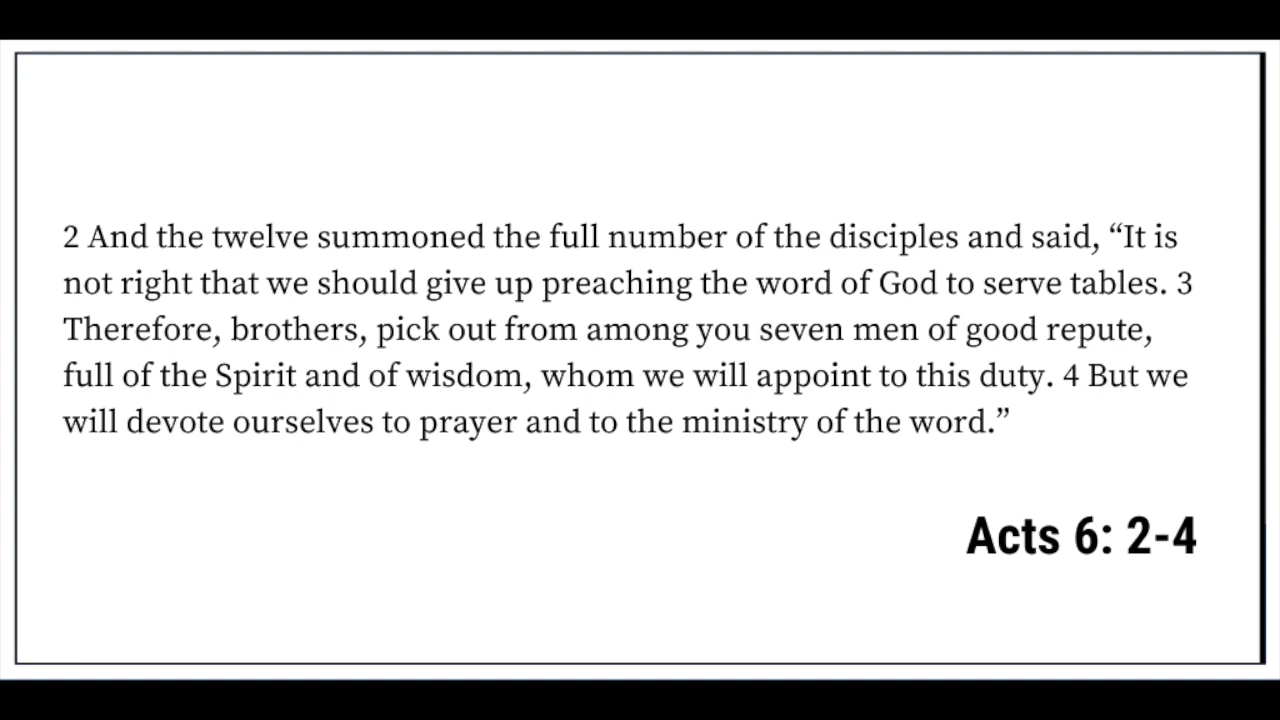 2 And the twelve summoned the full number of the disciples and said, “It is
not right that we should give up preaching the word of God to serve tables. 3
Therefore, brothers, pick out from among you seven men of good repute,
full of the Spirit and of wisdom, whom we will appoint to this duty. 4 But we
will devote ourselves to prayer and to the ministry of the word.”
Acts 6: 2-4